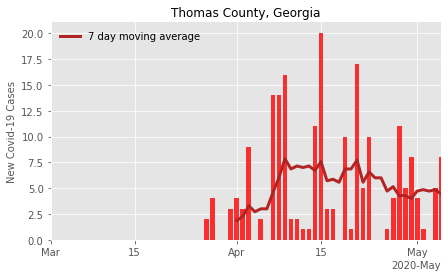 Thomas County, Georgia
7 day moving average
New Covid-19 Cases
20.0
17.5
15.0
12.5
10.0
7.5
5.0
2.5
0.0
Mar 15 Apr 15 May
2020-May